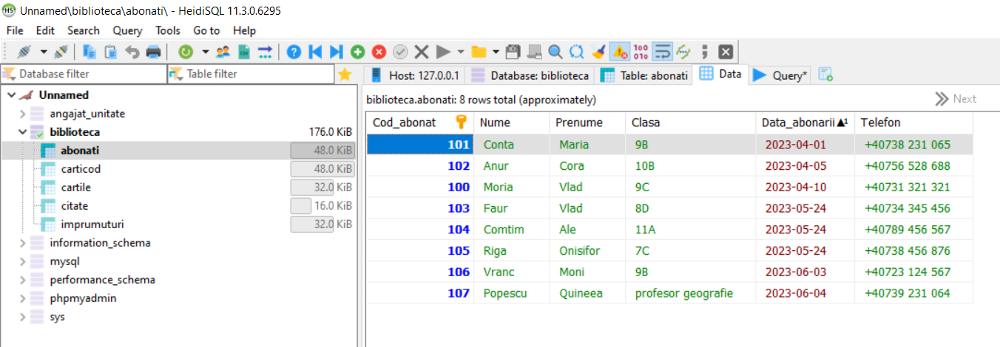 Unnamed\biblioteca\abonati\ - HeidiSQL 11.3.0.6295
File Edit Search Query Tools Go to Help
Database filter Table filter
Host: 127.0.0.1 Database: biblioteca Table: abonati Data Query*
Unnamed
angajat_unitate
biblioteca 176.0 KiB
abonati 48.0 KiB
carticod 48.0 KiB
cartile 32.0 KiB
citate 16.0 KiB
imprumuturi 32.0 KiB
information_schema
mysql
performance_schema
phpmyadmin
sys
biblioteca.abonati: 8 rows total (approximately) Next
Cod_abonat Nume Prenume Clasa Data_abonarii 1 Telefon
101 Conta Maria 9B 2023-04-01 +40738 231 065
102 Anur Cora 10B 2023-04-05 +40756 528 688
100 Moria Vlad 9C 2023-04-10 +40731 321 321
103 Faur Vlad 8D 2023-05-24 +40734 345 456
104 Comtim Ale 11A 2023-05-24 +40789 456 567
105 Riga Onisifor 7C 2023-05-24 +40738 456 876
106 Vranc Moni 9B 2023-06-03 +40723 124 567
107 Popescu Quineea profesor geografie 2023-06-04 +40739 231 064